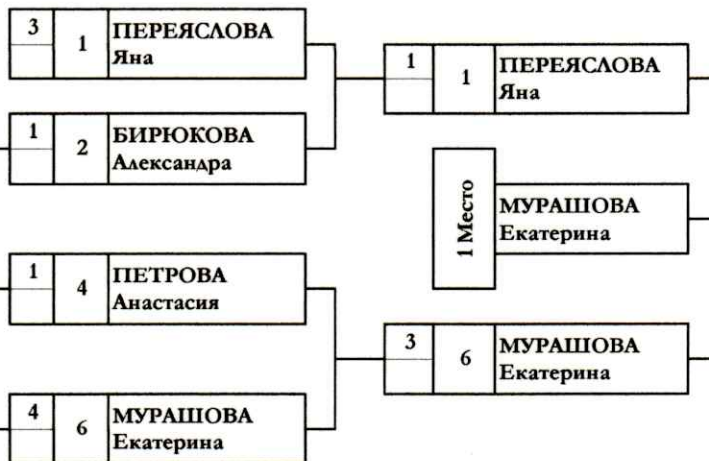 3
1
ПЕРЕЯСЛОВА
Яна
1
2
БИРЮКОВА
Александра
1
4
ПЕТРОВА
Анастасия
4
6
МУРАШОВА
Екатерина
1
1
ПЕРЕЯСЛОВА
Яна
1 Место
МУРАШОВА
Екатерина
3
6
МУРАШОВА
Екатерина